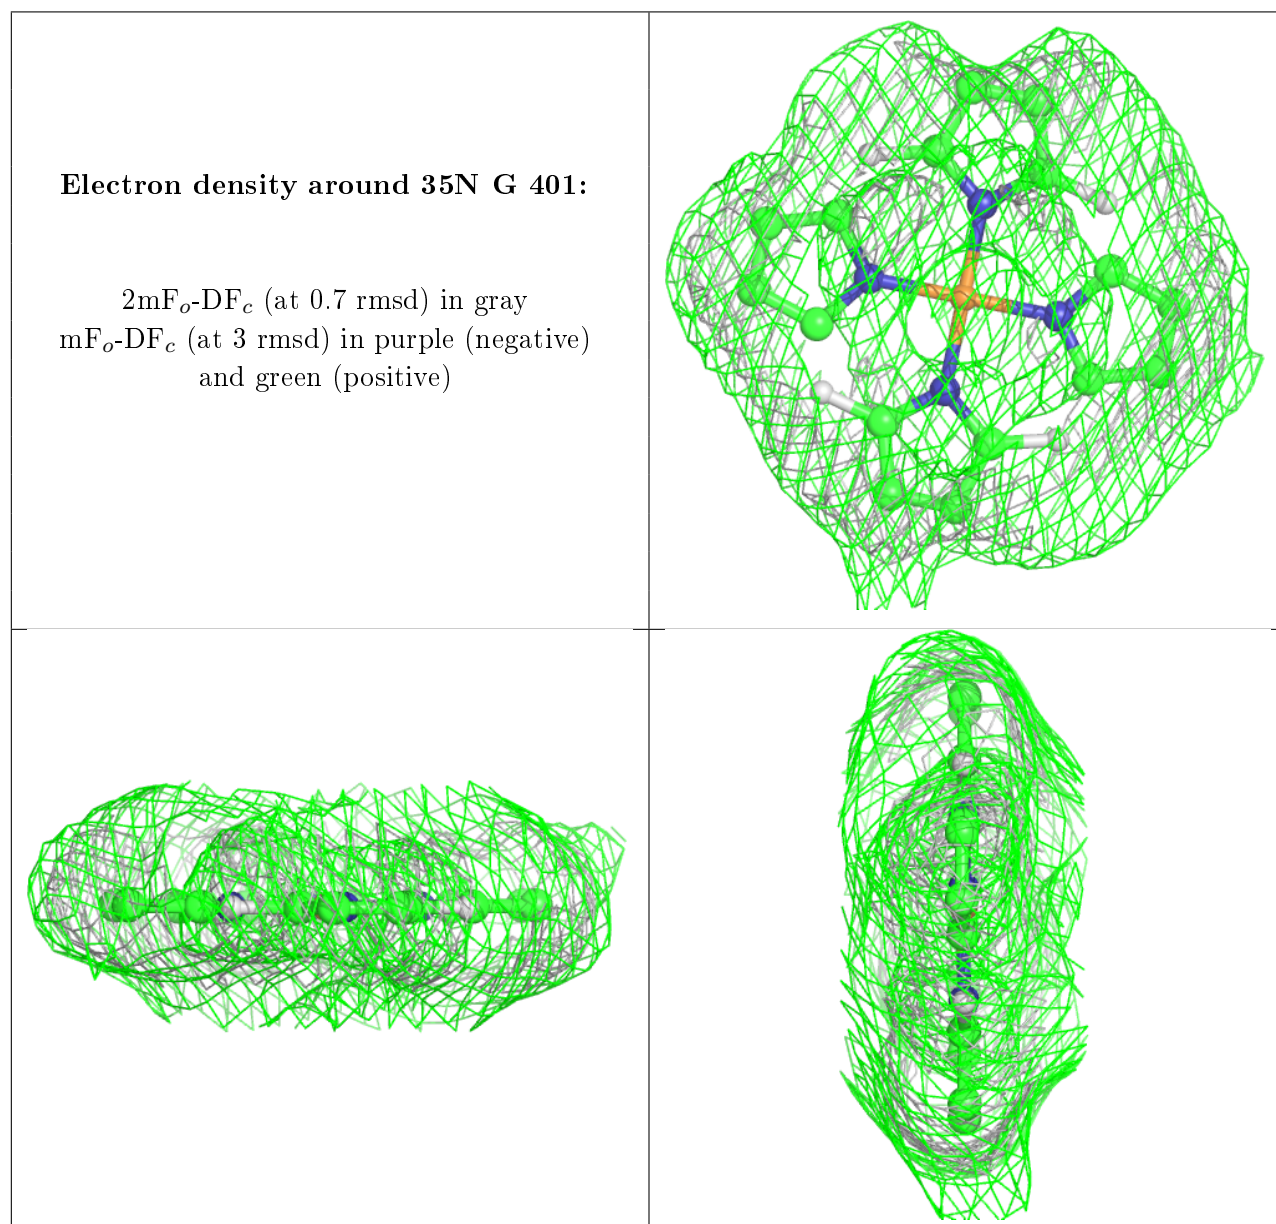 Electron density around 35N G 401:
2mFo-DFc (at 0.7 rmsd) in gray
mFo-DFc (at 3 rmsd) in purple (negative)
and green (positive)